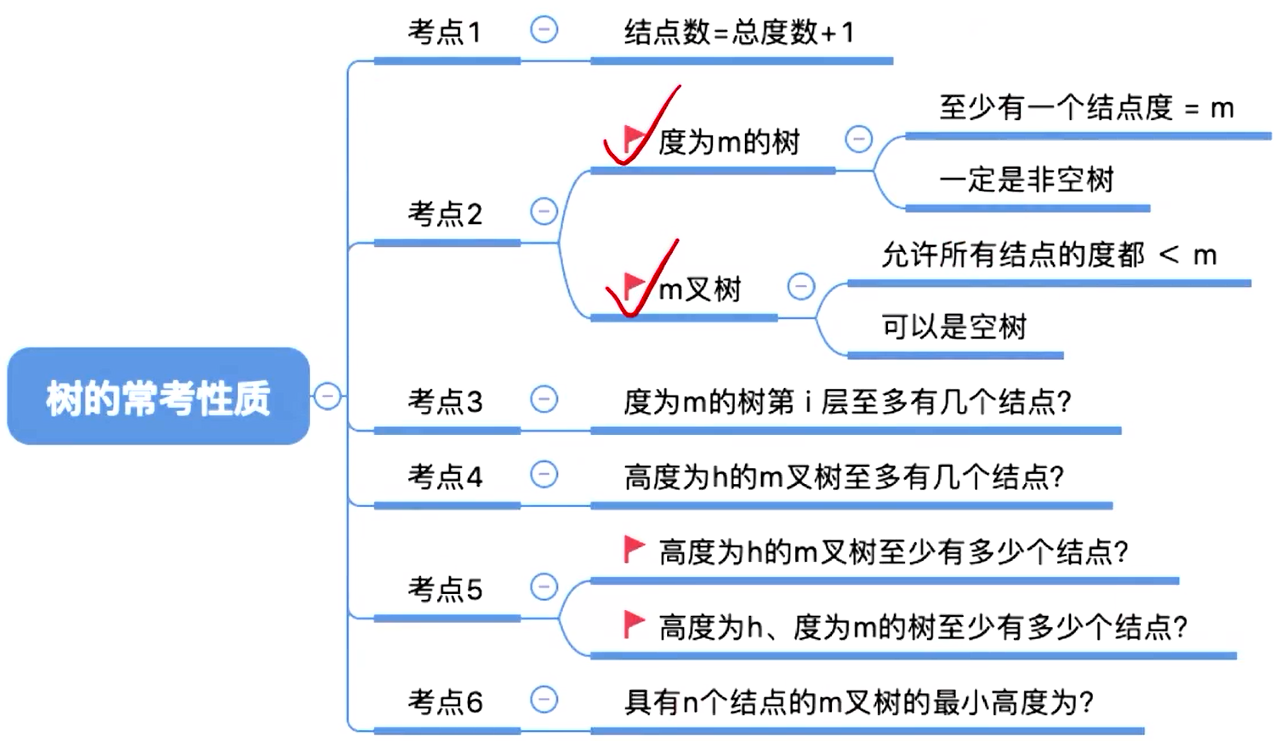 树的常考性质
考点1
结点数=总度数+1
考点2
度为m的树
至少有一个结点度 = m
一定是非空树
m叉树
允许所有结点的度都 < m
可以是空树
考点3
度为m的树第 i 层至多有几个结点?
考点4
高度为h的m叉树至多有几个结点?
考点5
高度为h的m叉树至少有多少个结点?
高度为h、度为m的树至少有多少个结点?
考点6
具有n个结点的m叉树的最小高度为?